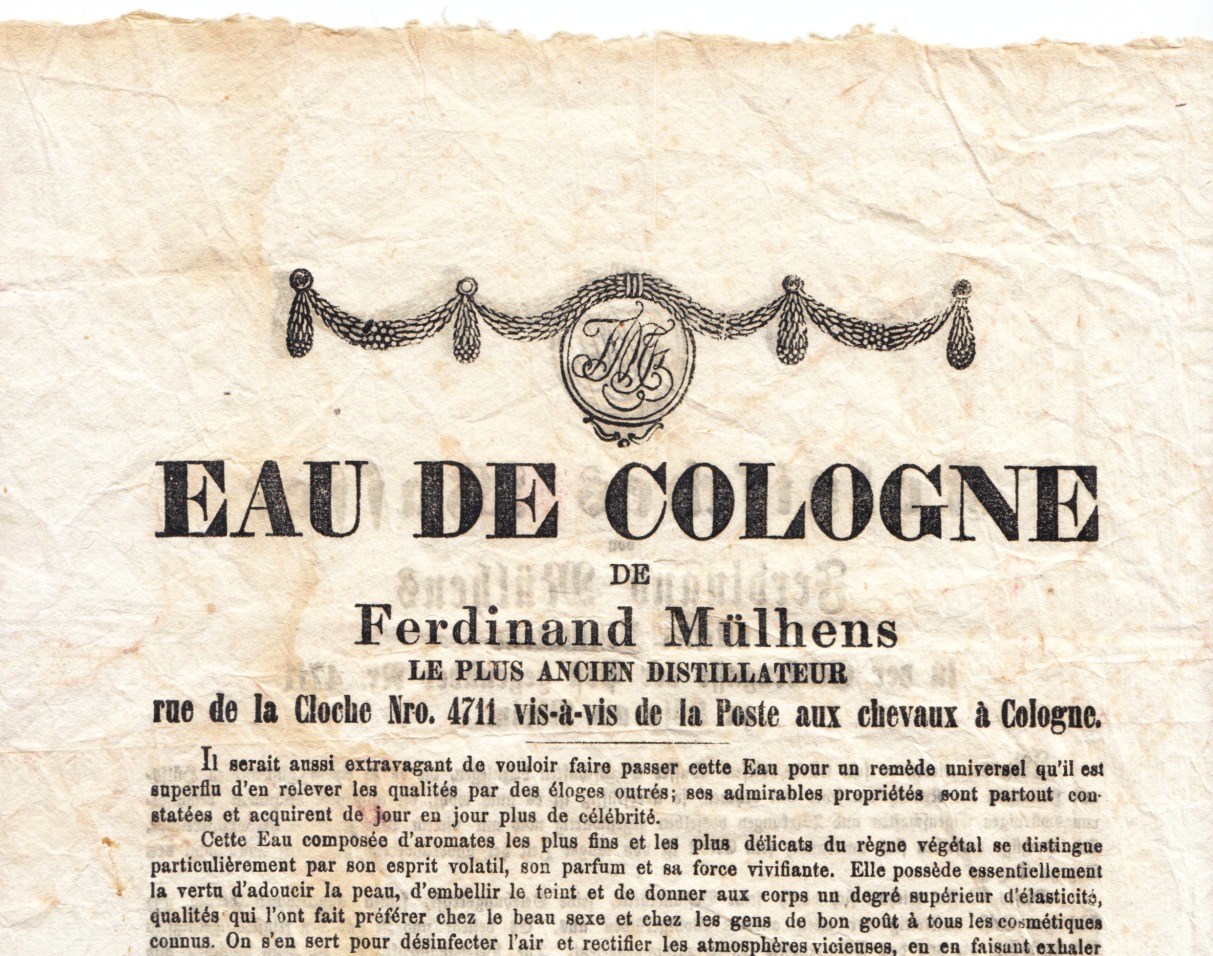 EAU DE COLOGNE
DE
Ferdinand Mülhens
LE PLUS ANCIEN DISTILLATEUR
rue de la Cloche Nro. 4711 vis-à-vis de la Poste aux chevaux à Cologne.
Il serait aussi extravagant de vouloir faire passer cette Eau pour un remède universel qu'il est
superflu d'en relever les qualités par des éloges outrés; ses admirables propriétés sont partout con-
statées et acquirent de jour en jour plus de célébrité.
Cette Eau composée d'aromates les plus fins et les plus délicats du règne végétal se distingue
particulièrement par son esprit volatil, son parfum et sa force vivifiante. Elle possède essentiellement
la vertu d'adoucir la peau, d'embellir le teint et de donner aux corps un degré supérieur d'élasticité,
qualités qui l'ont fait préférer chez le beau sexe et chez les gens de bon goût à tous les cosmétiques
connus. On s'en sert pour désinfecter l'air et rectifier les atmosphères vicieuses, en en faisant exhaler